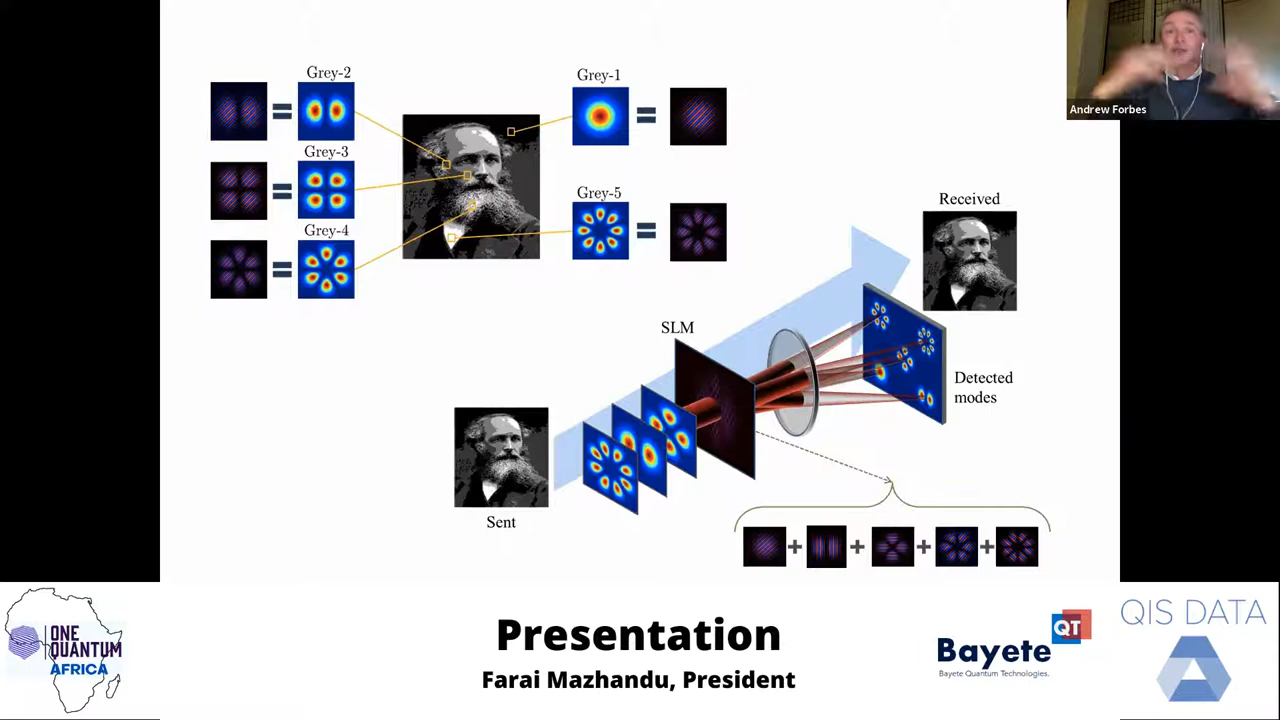 Grey-2
Grey-1
Andrew Forbes
Grey-3
Grey-5
Grey-4
Received
SLM
Detected
modes
Sent
ONE
QUANTUM
AFRICA
Presentation
Farai Mazhandu, President
QT
Bayete
Bayete Quantum Technologies.
QIS DATA